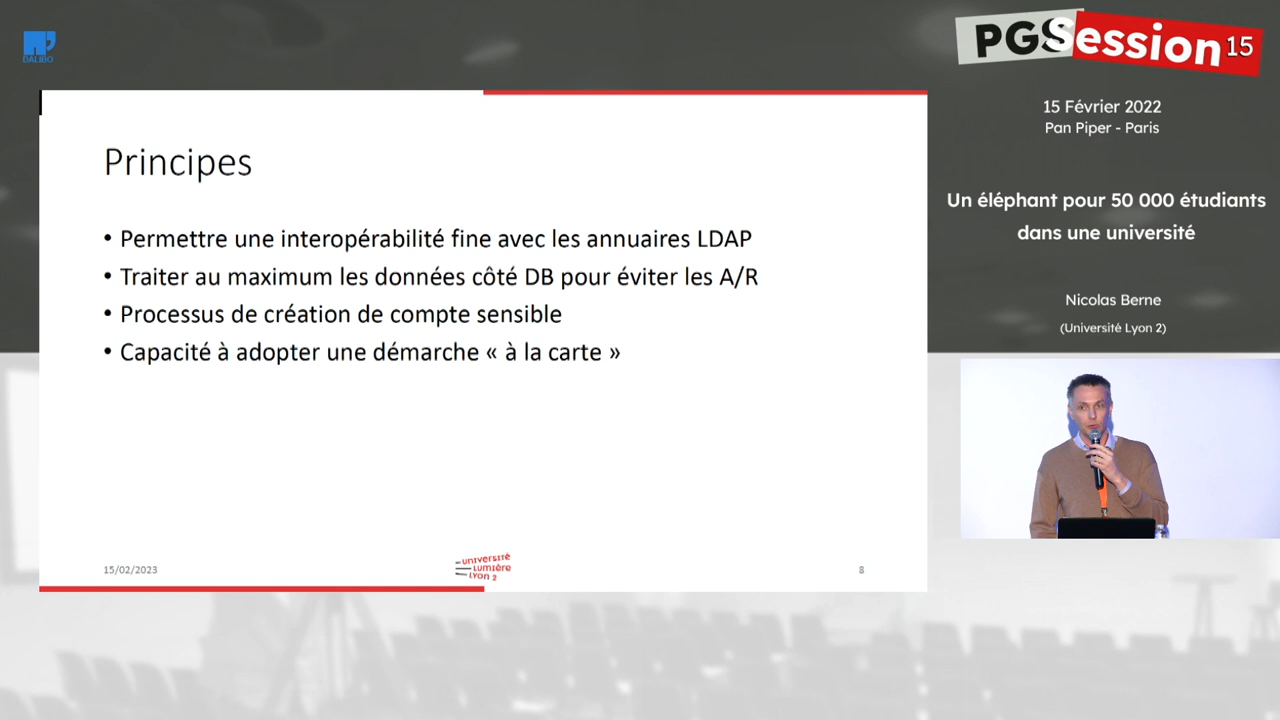 DALIBO
PGSession 15
15 Février 2022
Pan Piper - Paris
Un éléphant pour 50 000 étudiants
dans une université
Nicolas Berne
(Université Lyon 2)
Principes
• Permettre une interopérabilité fine avec les annuaires LDAP
• Traiter au maximum les données côté DB pour éviter les A/R
• Processus de création de compte sensible
• Capacité à adopter une démarche « à la carte »
15/02/2023
UNIVERSITÉ
LUMIÈRE
LYON 2
8